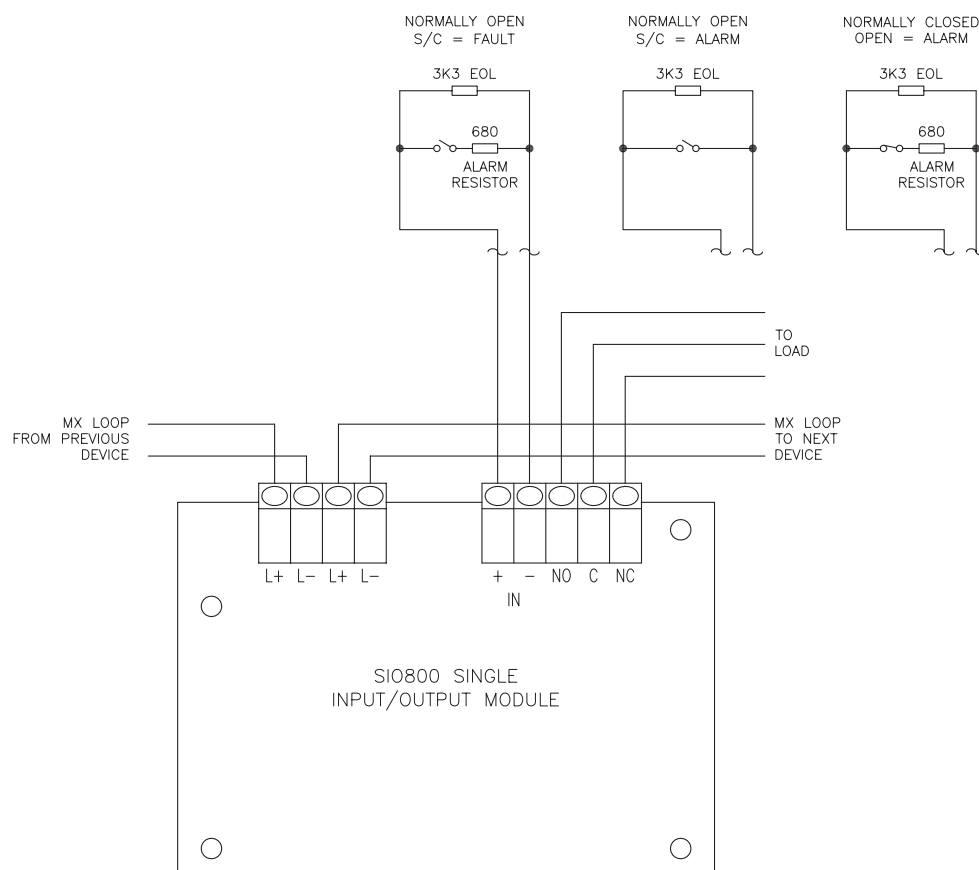 NORMALLY OPEN
S/C = FAULT
NORMALLY OPEN
S/C = ALARM
NORMALLY CLOSED
OPEN = ALARM
3K3 EOL
3K3 EOL
3K3 EOL
680
ALARM
RESISTOR
680
ALARM
RESISTOR
TO
LOAD
MX LOOP
FROM PREVIOUS
DEVICE
MX LOOP
TO NEXT
DEVICE
L+ L- L+ L-
+ - NO C NC
IN
SIO800 SINGLE
INPUT/OUTPUT MODULE